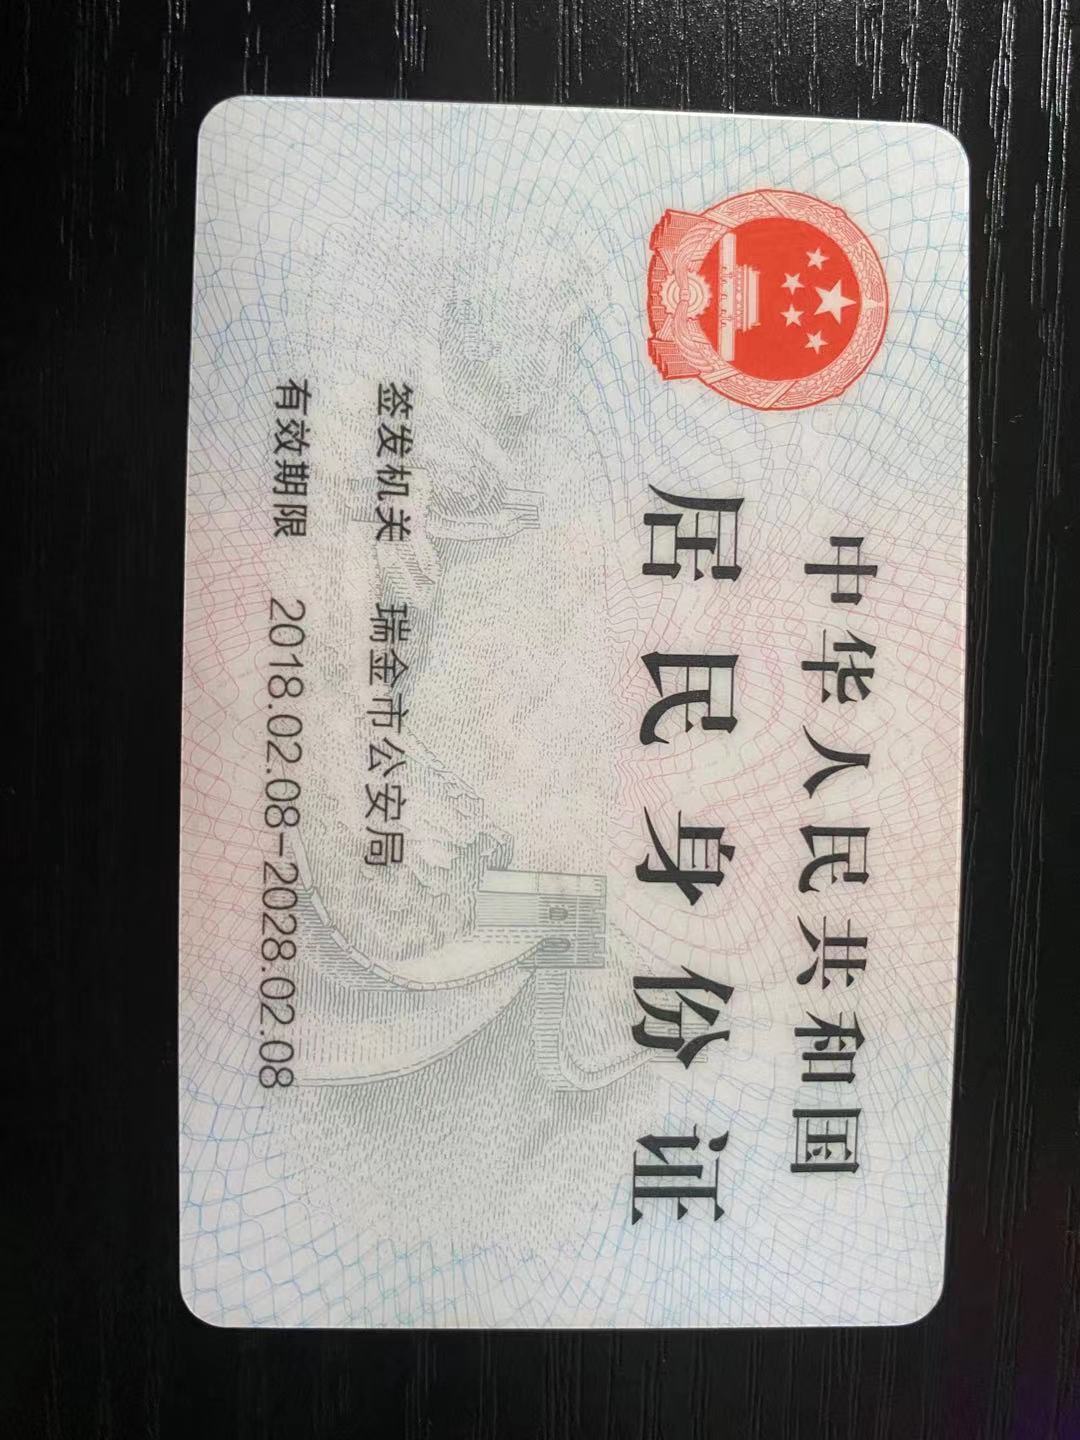 中华人民共和国
居民身份证
签发机关 瑞金市公安局
有效期限 2018.02.08-2028.02.08